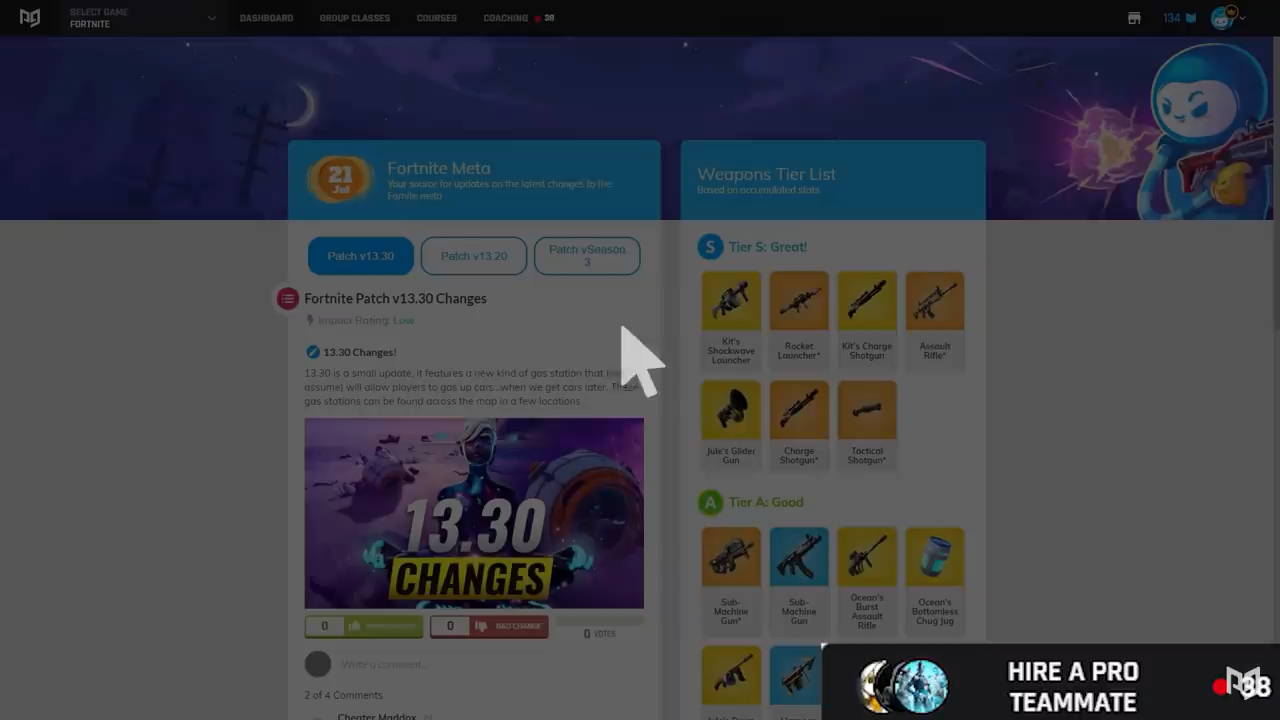 SELECT GAME
FORTNITE
DASHBOARD
GROUP CLASSES
COURSES
COACHING 38
134
21
Jul
Fortnite Meta
Your source for updates on the latest changes to the
Fornite meta
Weapons Tier List
Based on accumulated stats
Patch v13.30
Patch v13.20
Patch vSeason
3
Fortnite Patch v13.30 Changes
Impact Rating: Low
13.30 Changes!
13.30 is a small update, it features a new kind of gas station that
assume) will allow players to gas up cars...when we get cars later.
gas stations can be found across the map in a few locations.
13.30
CHANGES
0
0 BAD CHANGE
0 VOTES
Write a comment...
2 of 4 Comments
Cheater Maddox
S Tier S: Great!
Kit's
Shockwave
Launcher
Rocket
Launcher*
Kit's Charge
Shotgun
Assault
Rifle*
Jule's Glider
Gun
Charge
Shotgun*
Tactical
Shotgun*
A Tier A: Good
Sub-
Machine
Gun*
Sub-
Machine
Gun
Ocean's
Burst
Assault
Rifle
Ocean's
Bottomless
Chug Jug
HIRE A PRO
TEAMMATE
38